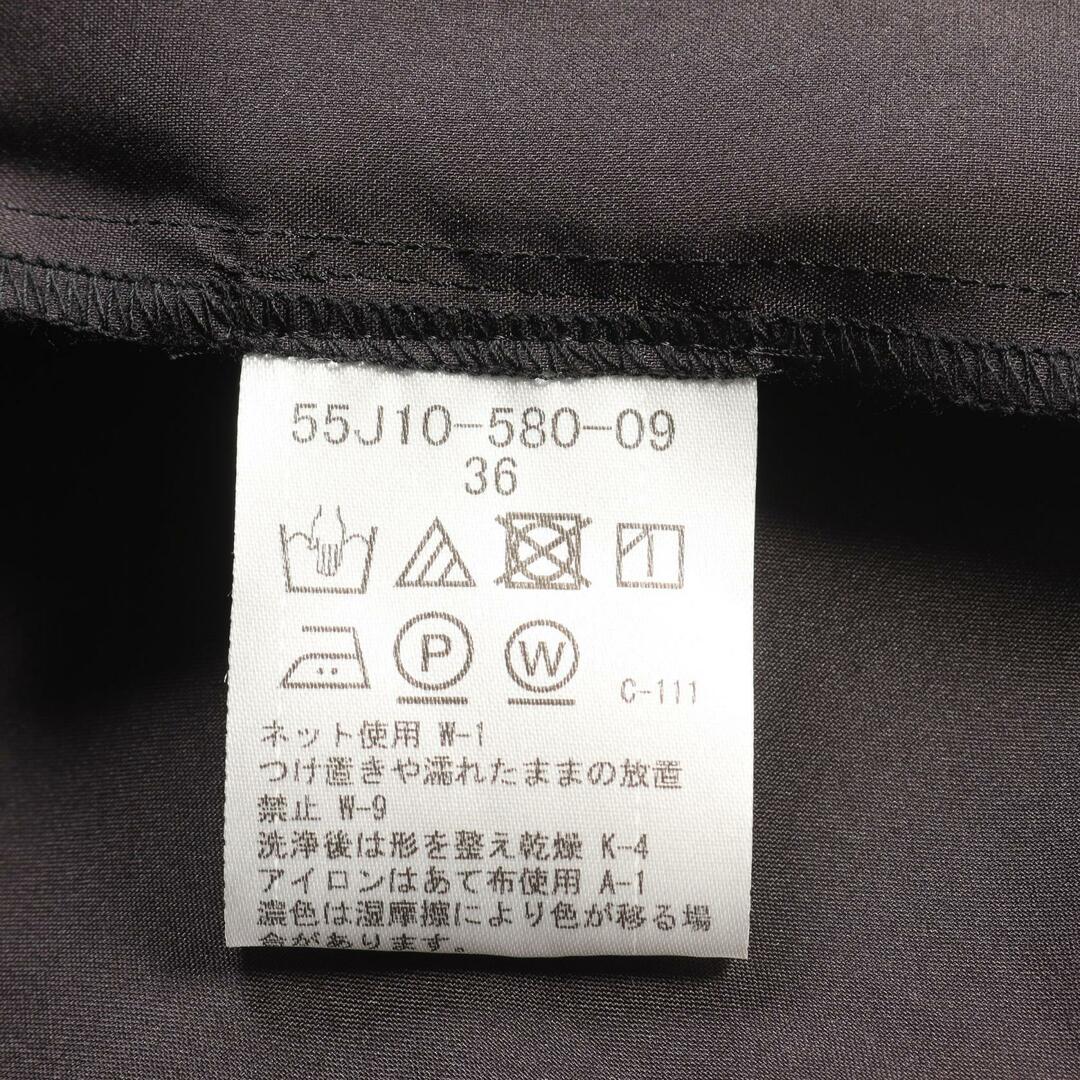 55J10-580-09
36
P W C-111
ネット使用 W-1
つけ置きや濡れたままの放置
禁止 W-9
洗浄後は形を整え乾燥 K-4
アイロンはあて布使用 A-1
濃色は湿摩擦により色が移る場
合があります。